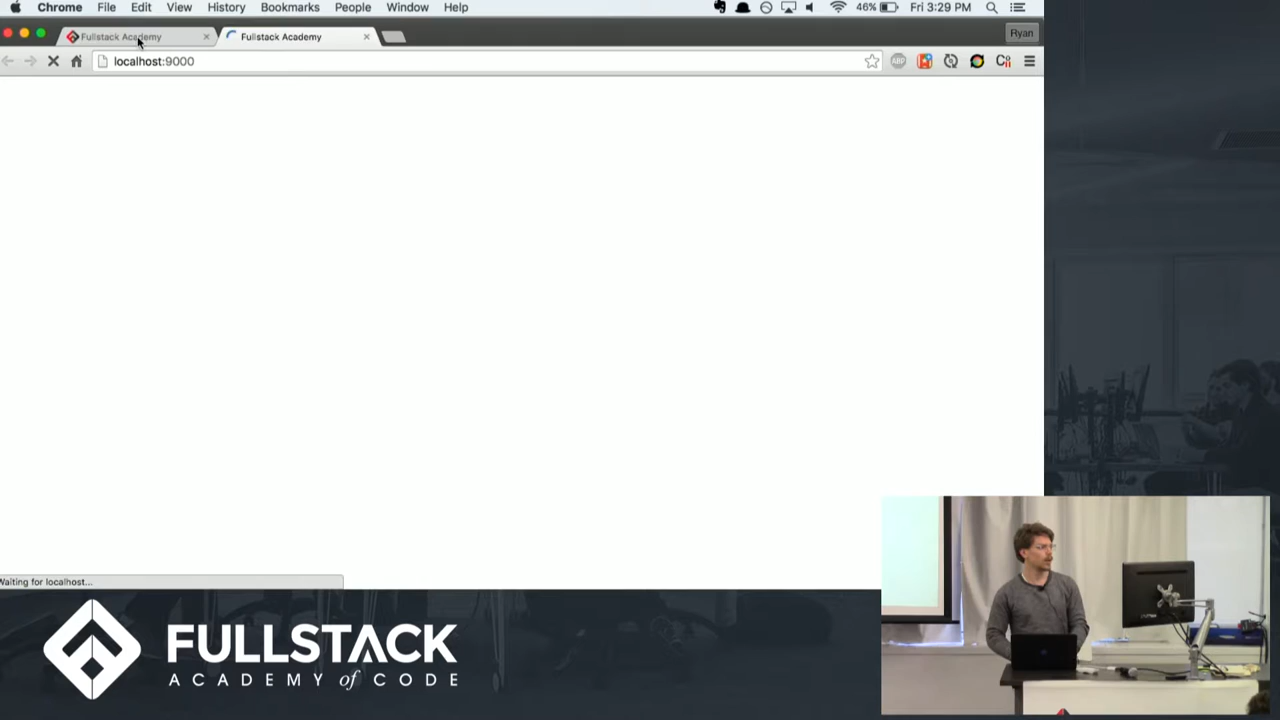 Chrome File Edit View History Bookmarks People Window Help 46% Fri 3:29 PM
Fullstack Academy Fullstack Academy Ryan
localhost:9000 ABP
Waiting for localhost...
FULLSTACK
ACADEMY of CODE